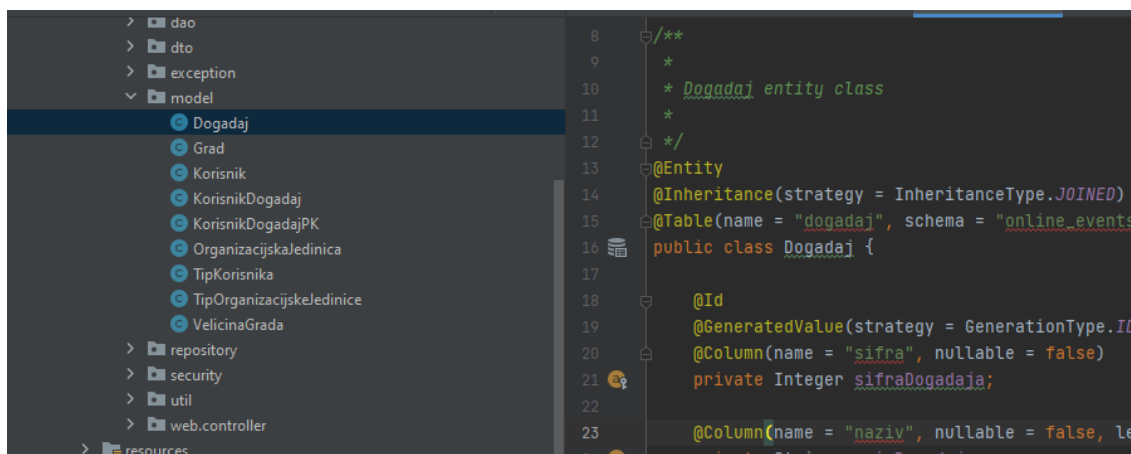 dao
dto
exception
model
Dogadaj
Grad
Korisnik
KorisnikDogadaj
KorisnikDogadajPK
OrganizacijskaJedinica
TipKorisnika
TipOrganizacijskeJedinice
VelicinaGrada
repository
security
util
web.controller
resources
8 /**
9 *
10 * Dogadaj entity class
11 *
12 */
13 @Entity
14 @Inheritance(strategy = InheritanceType.JOINED)
15 @Table(name = "dogadaj", schema = "online_events
16 public class Dogadaj {
17
18 @Id
19 @GeneratedValue(strategy = GenerationType.ID
20 @Column(name = "sifra", nullable = false)
21 private Integer sifraDogadaja;
22
23 @Column(name = "naziv", nullable = false, le